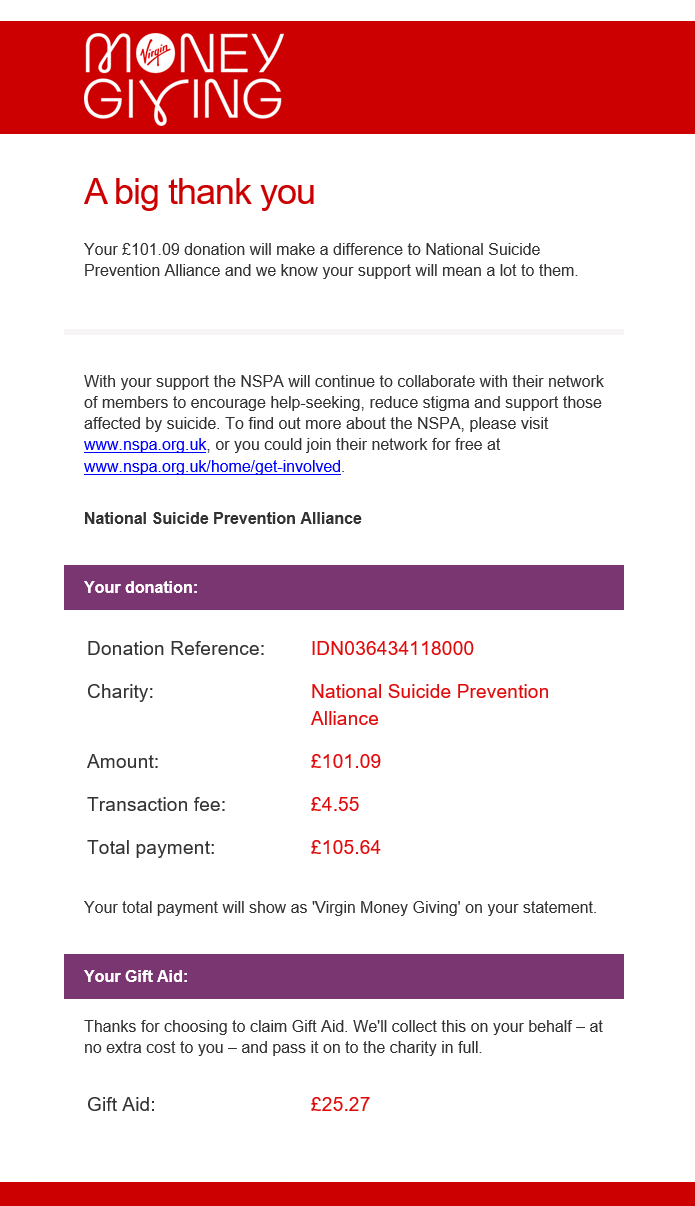 MONEY
Virgin
GIVING
A big thank you
Your £101.09 donation will make a difference to National Suicide
Prevention Alliance and we know your support will mean a lot to them.
With your support the NSPA will continue to collaborate with their network
of members to encourage help-seeking, reduce stigma and support those
affected by suicide. To find out more about the NSPA, please visit
www.nspa.org.uk, or you could join their network for free at
www.nspa.org.uk/home/get-involved.
National Suicide Prevention Alliance
Your donation:
Donation Reference: IDN036434118000
Charity: National Suicide Prevention
Alliance
Amount: £101.09
Transaction fee: £4.55
Total payment: £105.64
Your total payment will show as 'Virgin Money Giving' on your statement.
Your Gift Aid:
Thanks for choosing to claim Gift Aid. We'll collect this on your behalf – at
no extra cost to you – and pass it on to the charity in full.
Gift Aid: £25.27